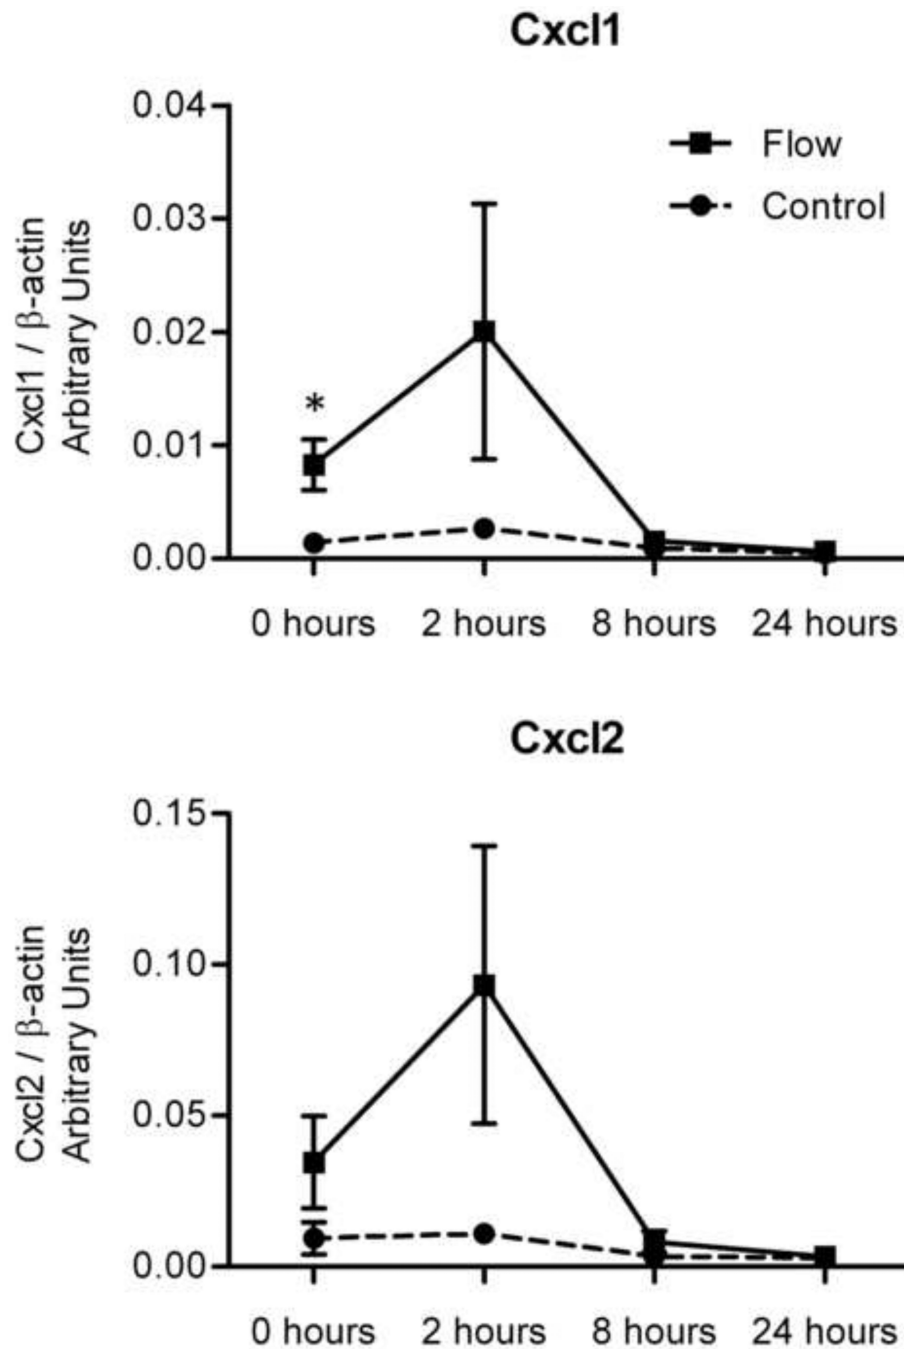 Cxcl1
0.04
0.03
0.02
0.01
0.00
Cxcl1 / β-actin
Arbitrary Units
Flow
Control
*
0 hours 2 hours 8 hours 24 hours
Cxcl2
0.15
0.10
0.05
0.00
Cxcl2 / β-actin
Arbitrary Units
0 hours 2 hours 8 hours 24 hours